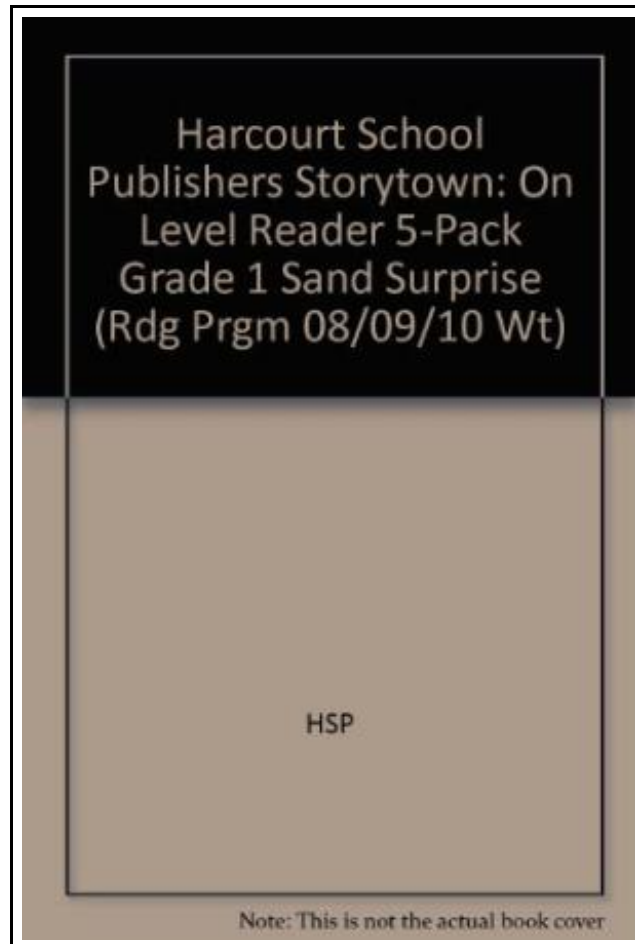 Harcourt School
Publishers Storytown: On
Level Reader 5-Pack
Grade 1 Sand Surprise
(Rdg Prgm 08/09/10 Wt)
HSP
Note: This is not the actual book cover